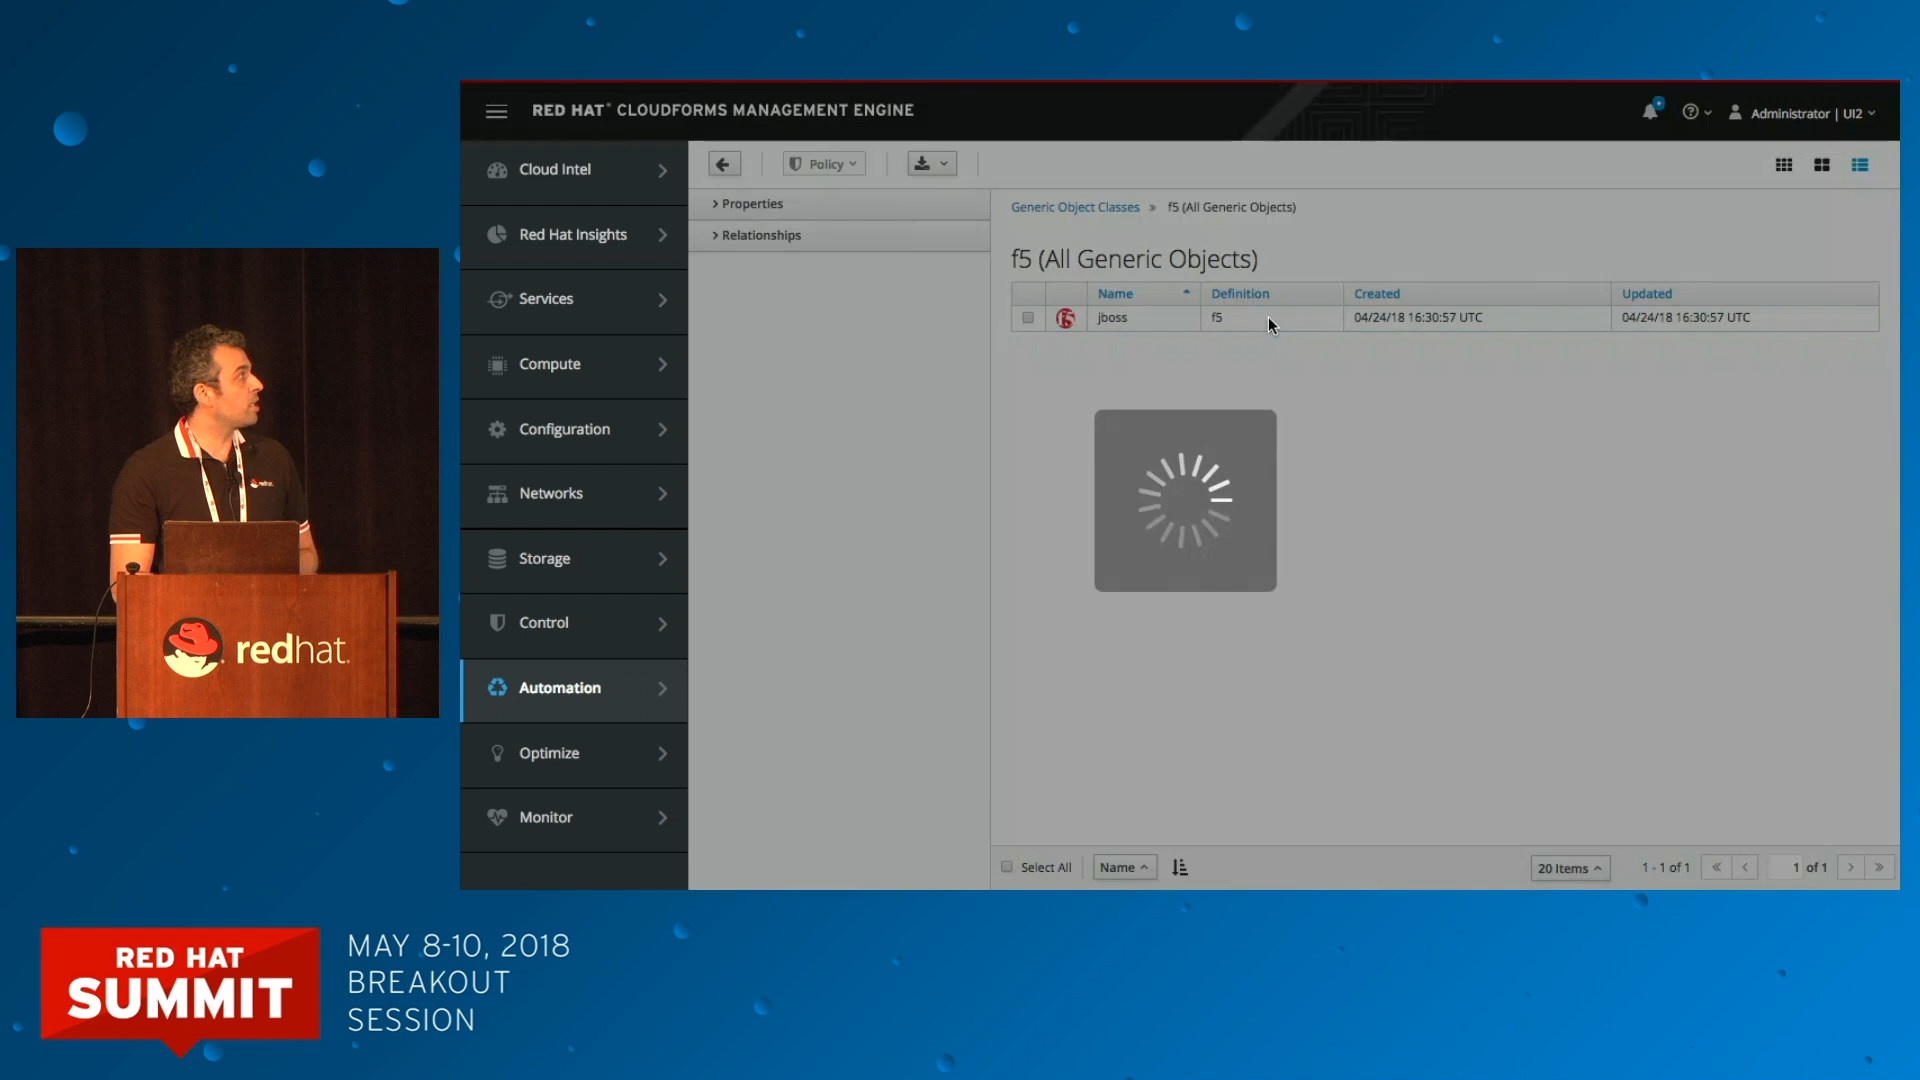 RED HAT® CLOUDFORMS MANAGEMENT ENGINE
Administrator | UI2
Cloud Intel
Red Hat Insights
Services
Compute
Configuration
Networks
Storage
Control
Automation
Optimize
Monitor
Policy
Properties
Relationships
Generic Object Classes » f5 (All Generic Objects)
f5 (All Generic Objects)
Name Definition Created Updated
f5 jboss f5 04/24/18 16:30:57 UTC 04/24/18 16:30:57 UTC
Select All Name 20 Items 1 - 1 of 1 « < 1 of 1 > »
redhat.
redhat.
RED HAT
SUMMIT
MAY 8-10, 2018
BREAKOUT
SESSION